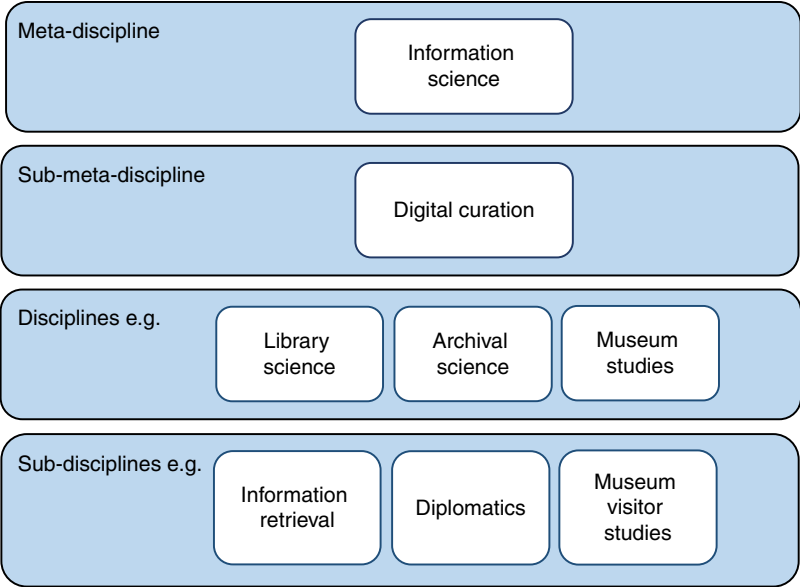 Meta-discipline
Information
science
Sub-meta-discipline
Digital curation
Disciplines e.g.
Library
science
Archival
science
Museum
studies
Sub-disciplines e.g.
Information
retrieval
Diplomatics
Museum
visitor
studies